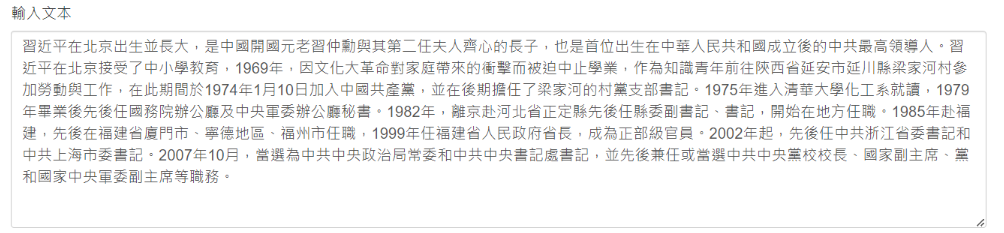 輸入文本
習近平在北京出生並長大，是中國開國元老習仲勳與其第二任夫人齊心的長子，也是首位出生在中華人民共和國成立後的中共最高領導人。習
近平在北京接受了中小學教育，1969年，因文化大革命對家庭帶來的衝擊而被迫中止學業，作為知識青年前往陝西省延安市延川縣梁家河村參
加勞動與工作，在此期間於1974年1月10日加入中國共產黨，並在後期擔任了梁家河的村黨支部書記。1975年進入清華大學化工系就讀，1979
年畢業後先後任國務院辦公廳及中央軍委辦公廳秘書。1982年，離京赴河北省正定縣先後任縣委副書記、書記，開始在地方任職。1985年赴福
建，先後在福建省廈門市、寧德地區、福州市任職，1999年任福建省人民政府省長，成為正部級官員。2002年起，先後任中共浙江省委書記和
中共上海市委書記。2007年10月，當選為中共中央政治局常委和中共中央書記處書記，並先後兼任或當選中共中央黨校校長、國家副主席、黨
和國家中央軍委副主席等職務。